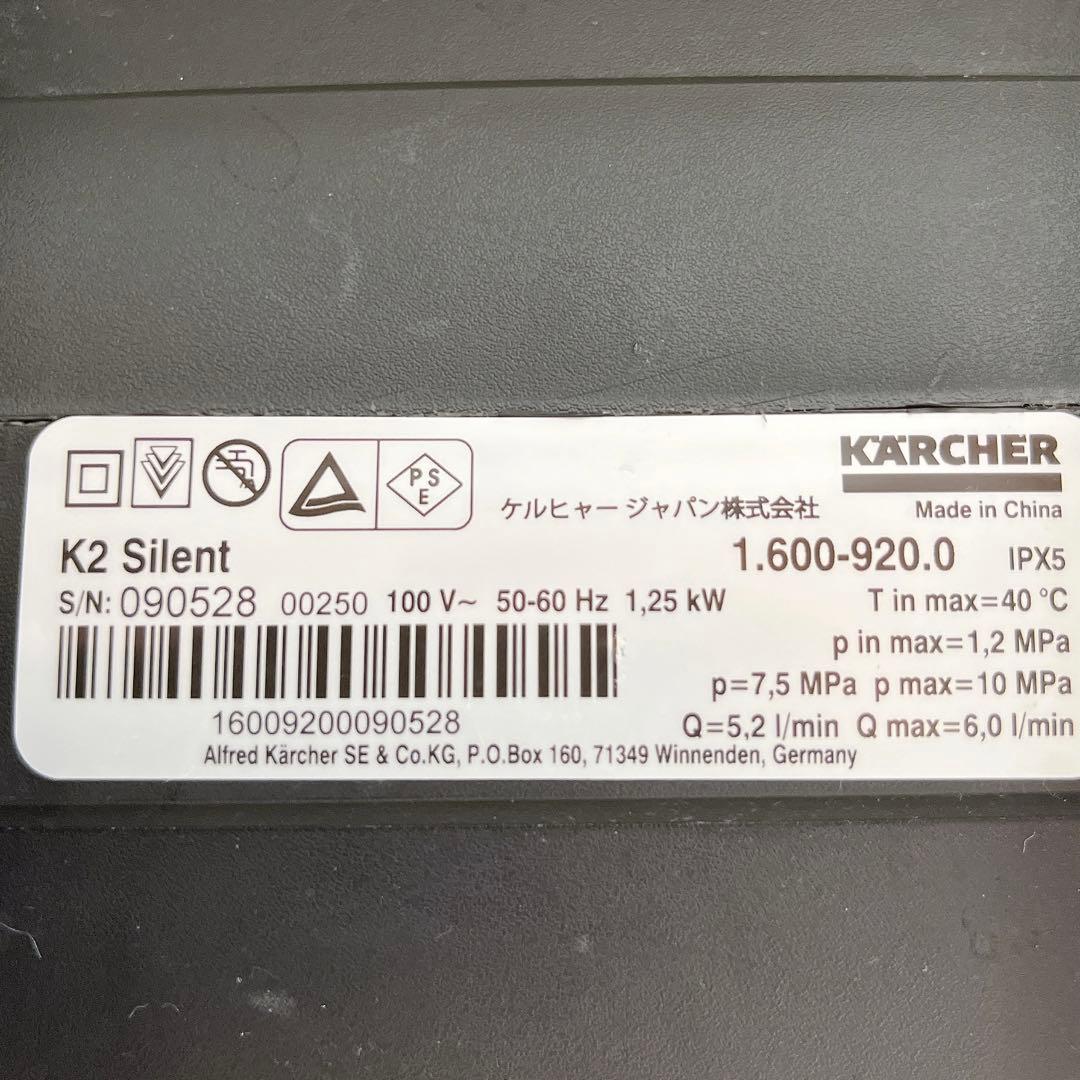 KÄRCHER
P S E
ケルヒャー ジャパン株式会社
Made in China
K2 Silent 1.600-920.0 IPX5
S/N: 090528 00250 100 V~ 50-60 Hz 1,25 kW T in max=40 °C
p in max=1,2 MPa
p=7,5 MPa p max=10 MPa
16009200090528 Q=5,2 l/min Q max=6,0 l/min
Alfred Kärcher SE & Co.KG, P.O.Box 160, 71349 Winnenden, Germany